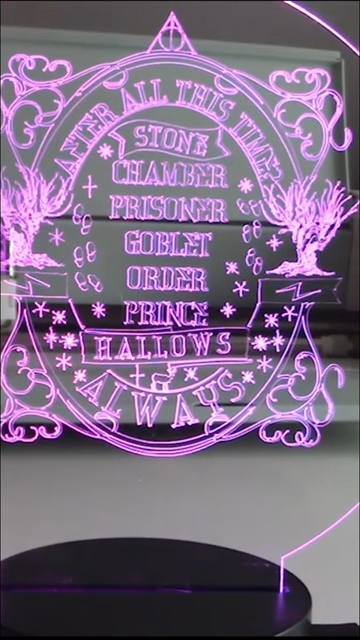 AFTER ALL THIS TIME?
STONE
CHAMBER
PRISONER
GOBLET
ORDER
PRINCE
HALLOWS
ALWAYS